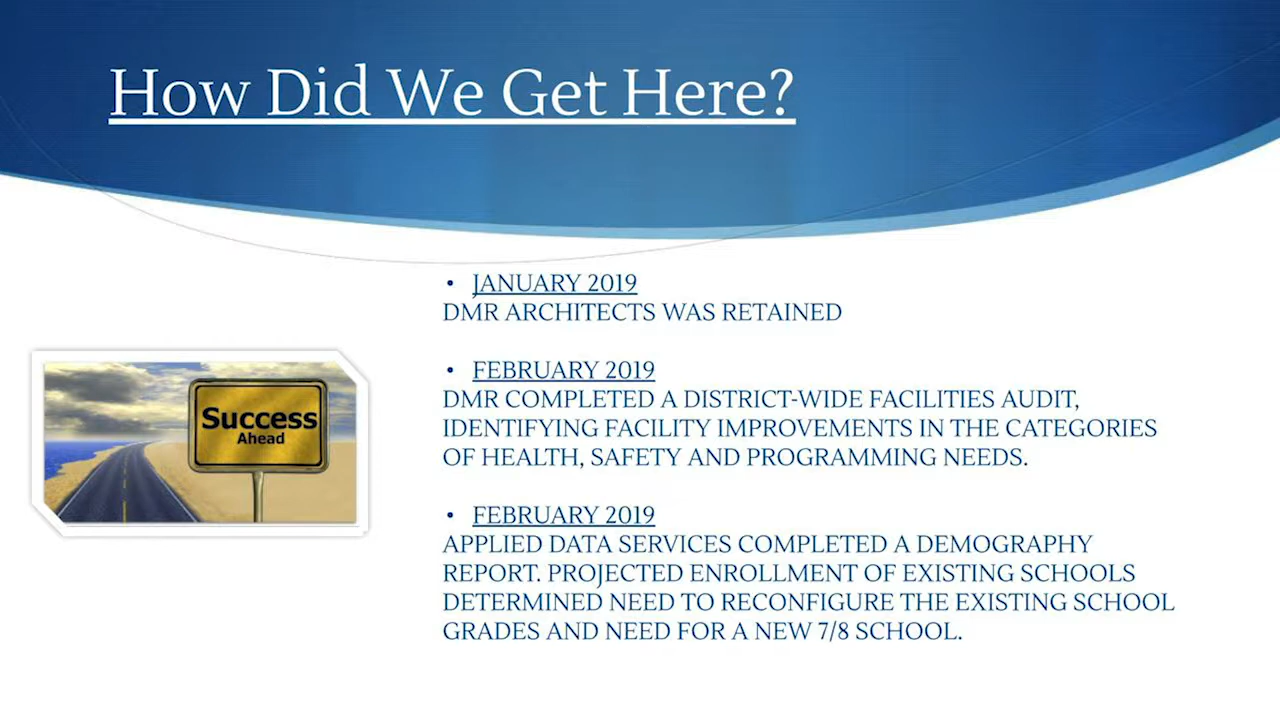 How Did We Get Here?
Success
Ahead
• JANUARY 2019
DMR ARCHITECTS WAS RETAINED
• FEBRUARY 2019
DMR COMPLETED A DISTRICT-WIDE FACILITIES AUDIT,
IDENTIFYING FACILITY IMPROVEMENTS IN THE CATEGORIES
OF HEALTH, SAFETY AND PROGRAMMING NEEDS.
• FEBRUARY 2019
APPLIED DATA SERVICES COMPLETED A DEMOGRAPHY
REPORT. PROJECTED ENROLLMENT OF EXISTING SCHOOLS
DETERMINED NEED TO RECONFIGURE THE EXISTING SCHOOL
GRADES AND NEED FOR A NEW 7/8 SCHOOL.